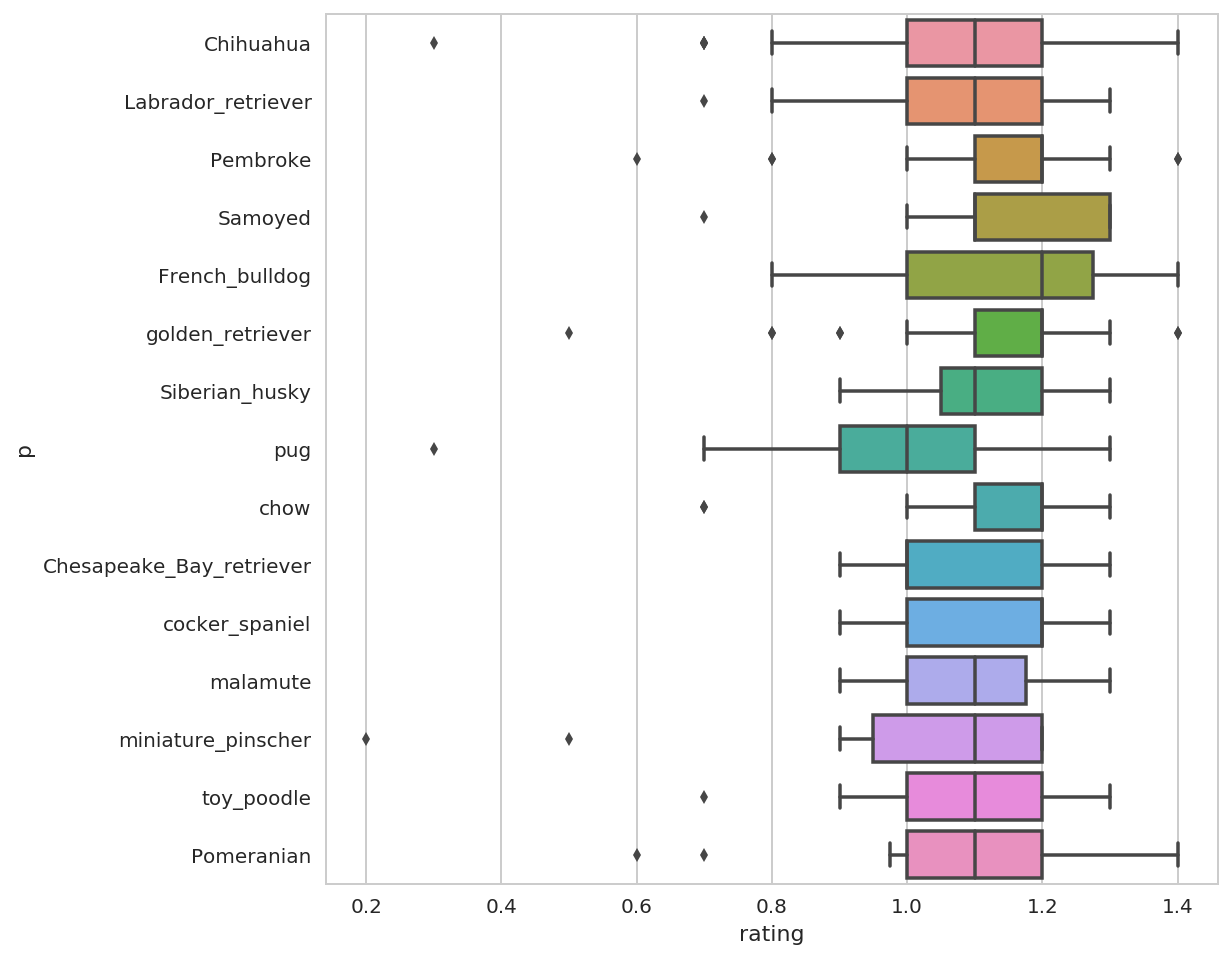 Chihuahua
Labrador_retriever
Pembroke
Samoyed
French_bulldog
golden_retriever
Siberian_husky
p
pug
chow
Chesapeake_Bay_retriever
cocker_spaniel
malamute
miniature_pinscher
toy_poodle
Pomeranian
0.2 0.4 0.6 0.8 1.0 1.2 1.4
rating